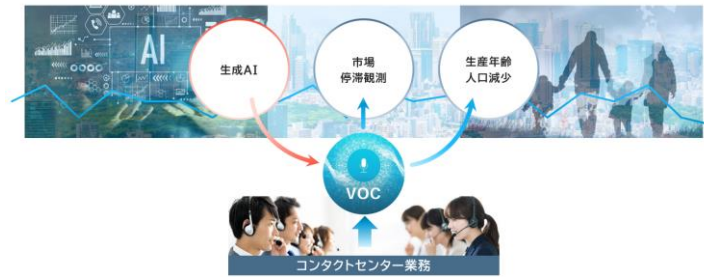 AI
生成AI
市場
停滞観測
生産年齢
人口減少
VOC
コンタクトセンター業務